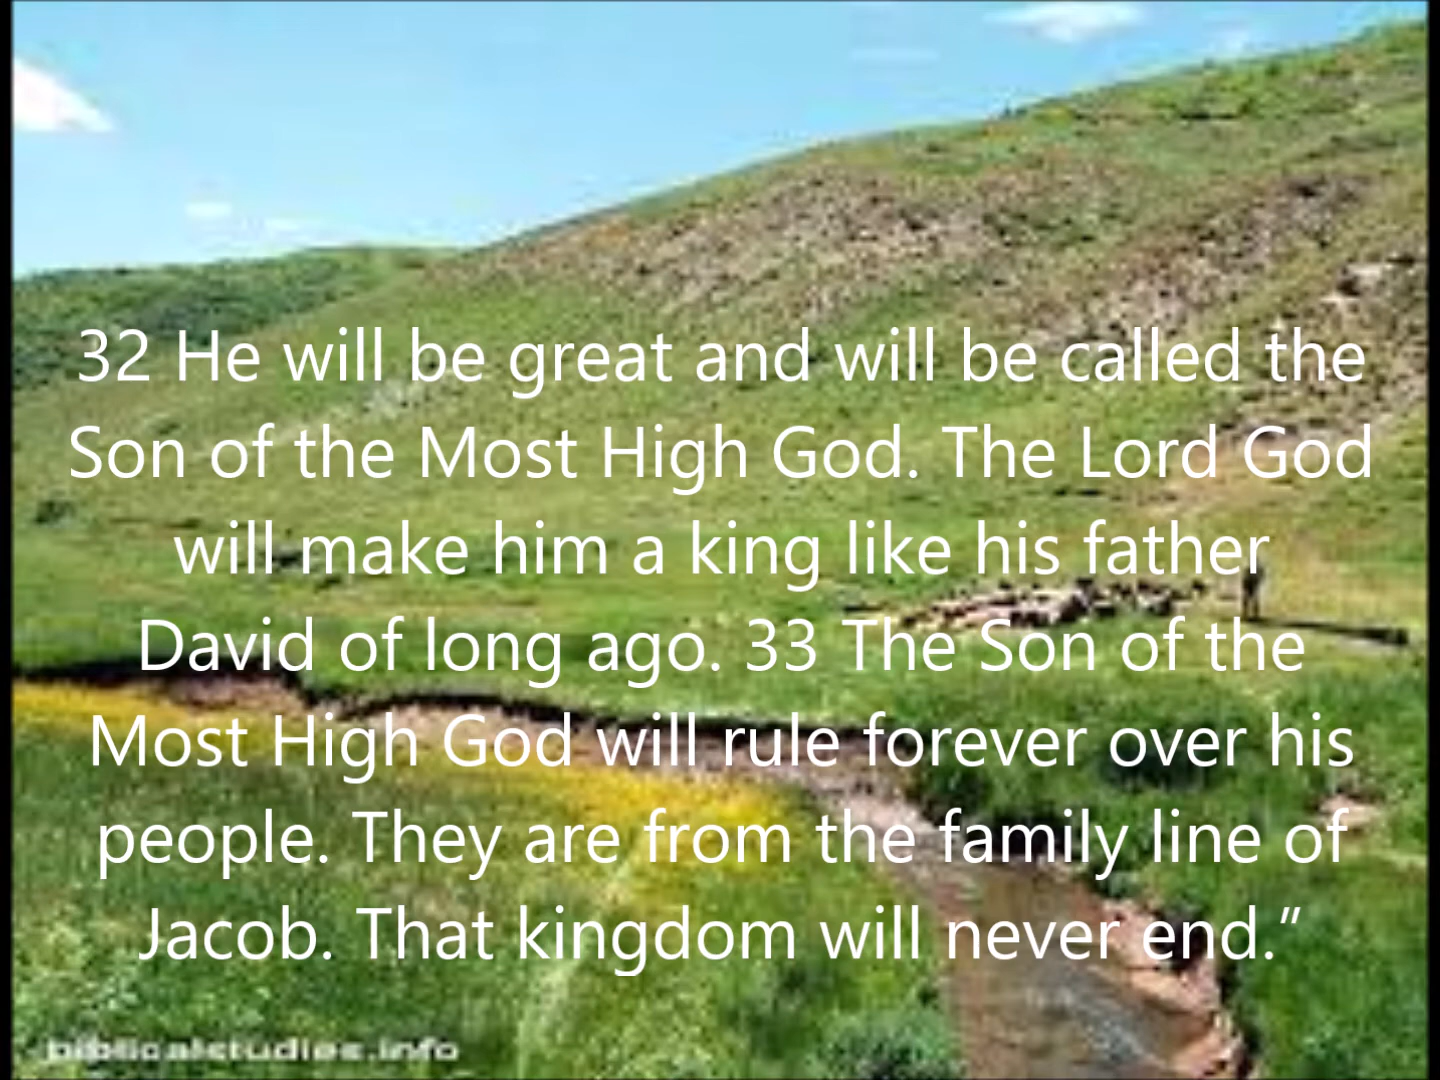 32 He will be great and will be called the
Son of the Most High God. The Lord God
will make him a king like his father
David of long ago. 33 The Son of the
Most High God will rule forever over his
people. They are from the family line of
Jacob. That kingdom will never end.”
biblicalstudies.info